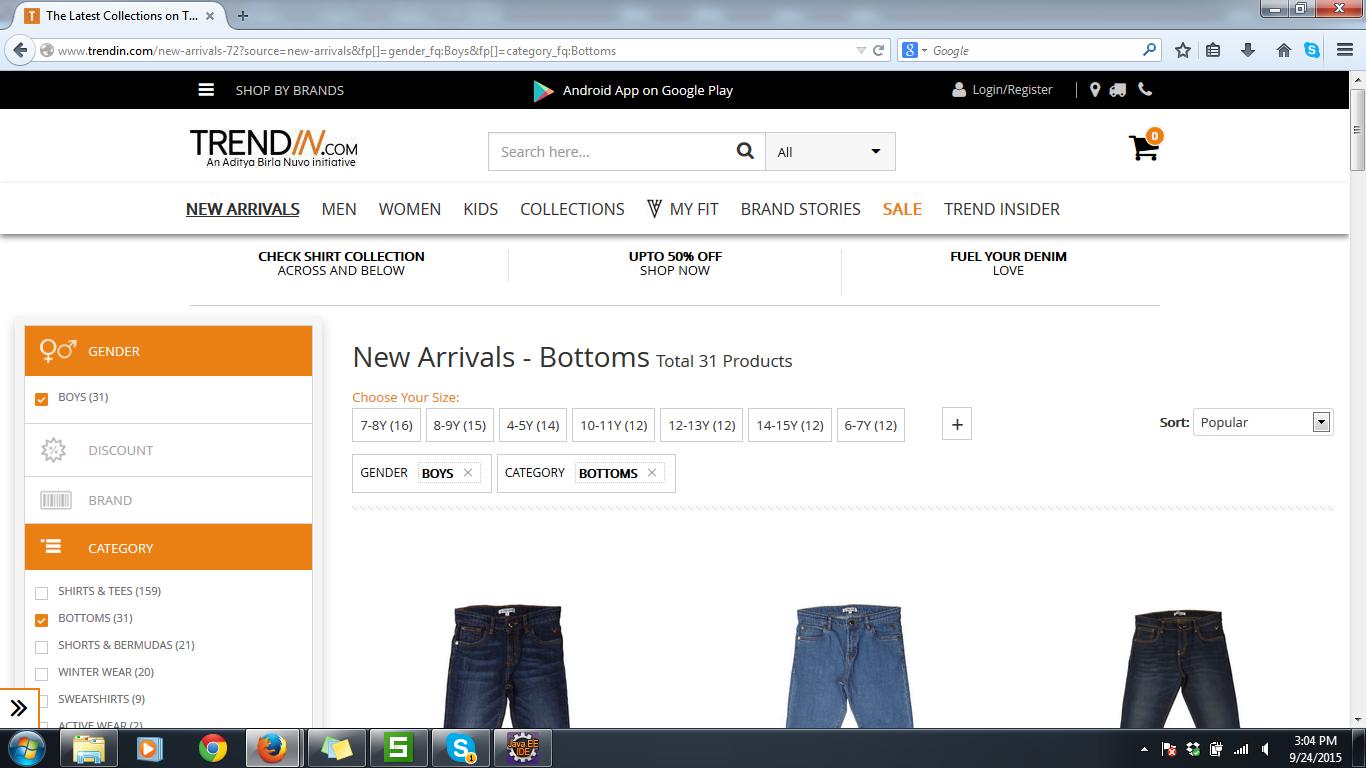 The Latest Collections on T...
www.trendin.com/new-arrivals-72?source=new-arrivals&fp[]=gender_fq:Boys&fp[]=category_fq:Bottoms
Google
SHOP BY BRANDS
Android App on Google Play
Login/Register
TRENDIN.COM
An Aditya Birla Nuvo initiative
Search here...
All
0
NEW ARRIVALS MEN WOMEN KIDS COLLECTIONS MY FIT BRAND STORIES SALE TREND INSIDER
CHECK SHIRT COLLECTION
ACROSS AND BELOW
UPTO 50% OFF
SHOP NOW
FUEL YOUR DENIM
LOVE
GENDER
BOYS (31)
DISCOUNT
BRAND
CATEGORY
SHIRTS & TEES (159)
BOTTOMS (31)
SHORTS & BERMUDAS (21)
WINTER WEAR (20)
SWEATSHIRTS (9)
ACTIVE WEAR (2)
New Arrivals - Bottoms Total 31 Products
Choose Your Size:
7-8Y (16) 8-9Y (15) 4-5Y (14) 10-11Y (12) 12-13Y (12) 14-15Y (12) 6-7Y (12) +
Sort: Popular
GENDER BOYS × CATEGORY BOTTOMS ×
Java EE
IDE
1
3:04 PM
9/24/2015